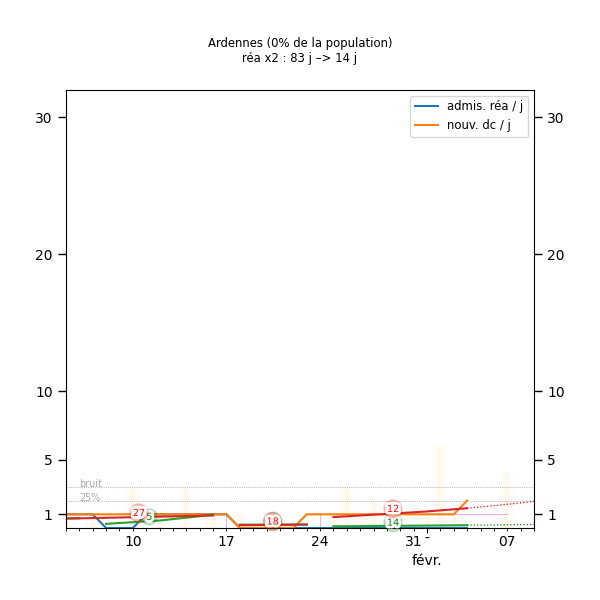 Ardennes (0% de la population)
réa x2 : 83 j –> 14 j
admis. réa / j
nouv. dc / j
30 30
20 20
10 10
5 5
bruit
25%
1 1
27 5 18 12 14
10 17 24 31 - 07
févr.